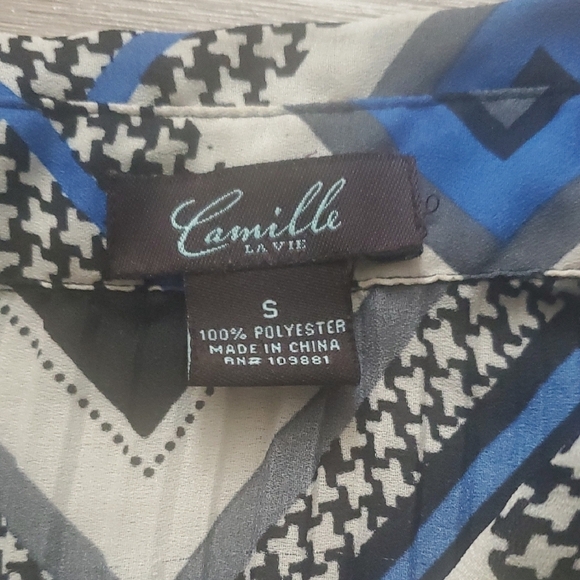 Camille
LA VIE
S
100% POLYESTER
MADE IN CHINA
RN# 109881